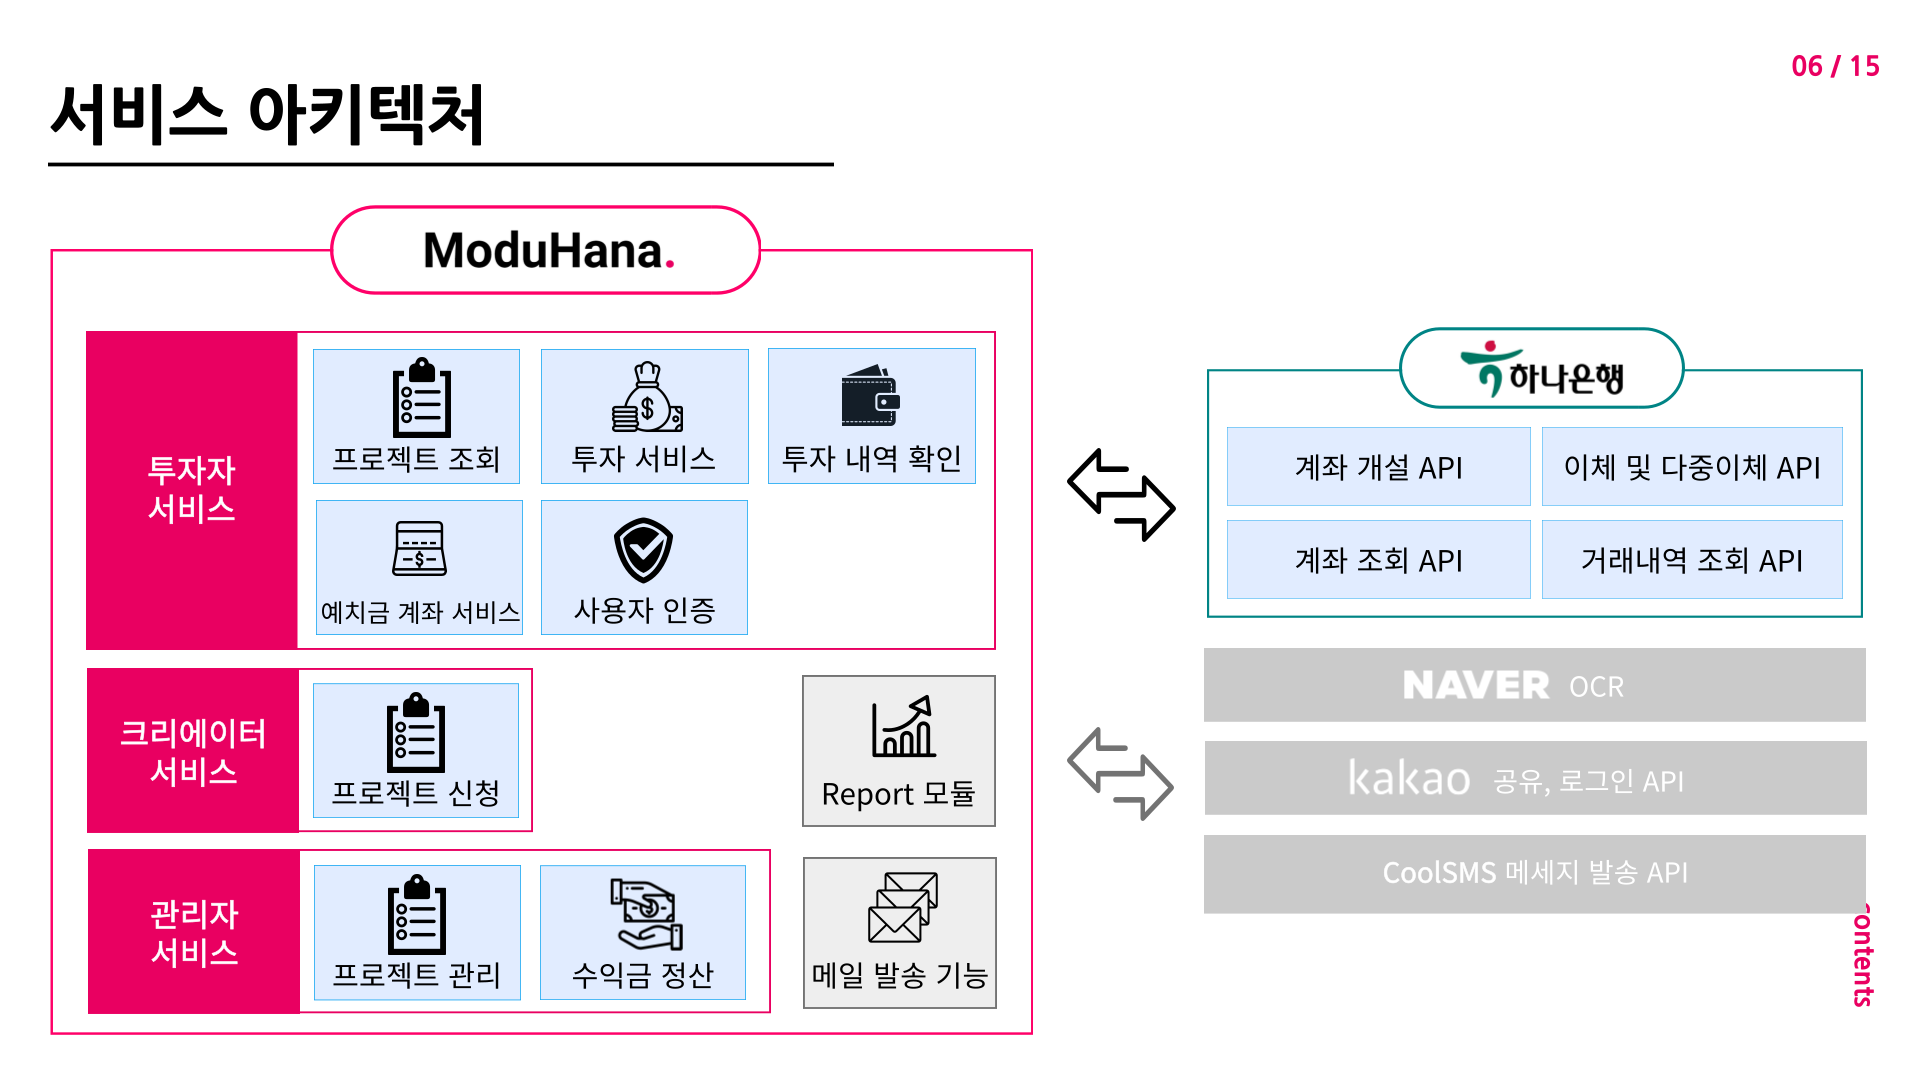 06 / 15
서비스 아키텍처
ModuHana.
투자자
서비스
프로젝트 조회
투자 서비스
투자 내역 확인
예치금 계좌 서비스
사용자 인증
크리에이터
서비스
프로젝트 신청
Report 모듈
관리자
서비스
프로젝트 관리
수익금 정산
메일 발송 기능
하나은행
계좌 개설 API
이체 및 다중이체 API
계좌 조회 API
거래내역 조회 API
NAVER OCR
kakao 공유, 로그인 API
CoolSMS 메세지 발송 API
Contents